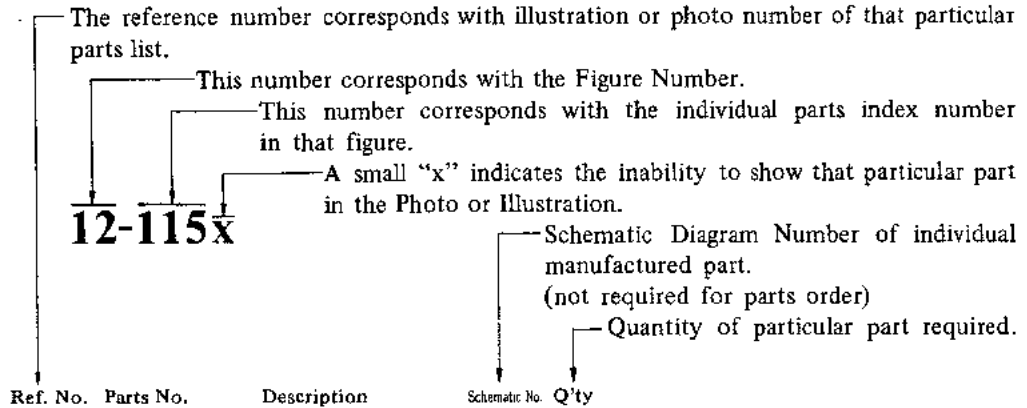 The reference number corresponds with illustration or photo number of that particular
parts list.
This number corresponds with the Figure Number.
This number corresponds with the individual parts index number
in that figure.
A small “x” indicates the inability to show that particular part
in the Photo or Illustration.
12-115x
Schematic Diagram Number of individual
manufactured part.
(not required for parts order)
Quantity of particular part required.
Ref. No. Parts No. Description Schematic No. Q'ty